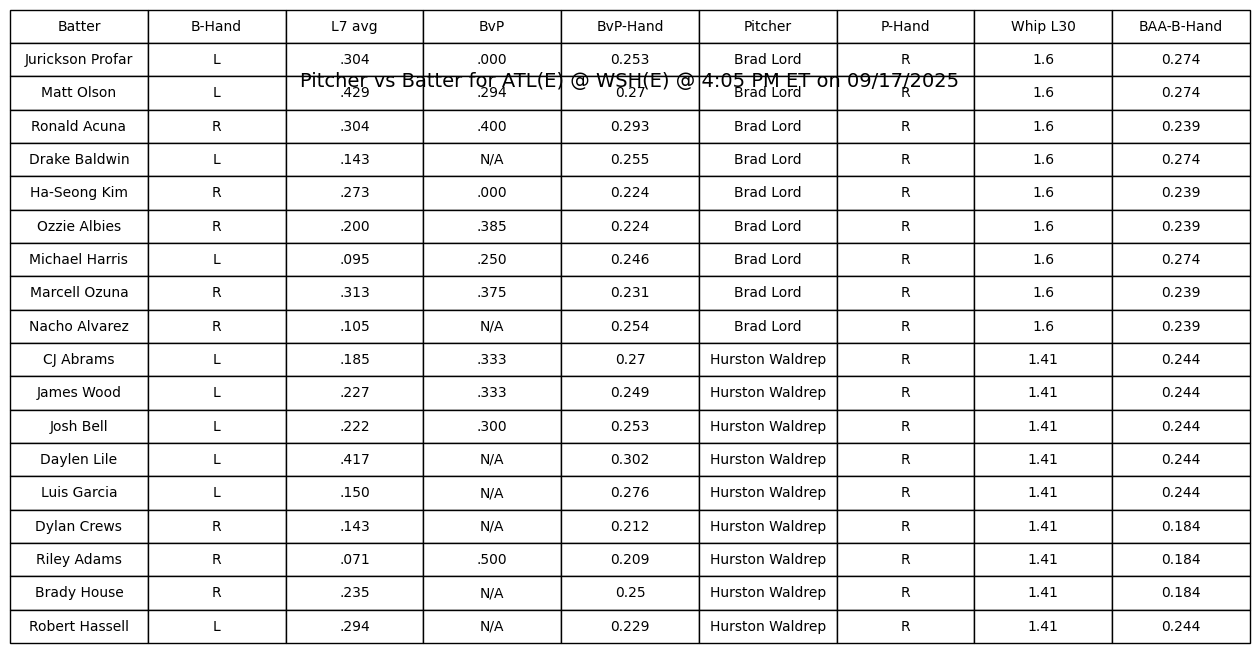 Batter B-Hand L7 avg BvP BvP-Hand Pitcher P-Hand Whip L30 BAA-B-Hand
Jurickson Profar L .304 .000 0.253 Brad Lord R 1.6 0.274
Pitcher vs Batter for ATL(E) @ WSH(E) @ 4:05 PM ET on 09/17/2025
Matt Olson L .429 .294 0.27 Brad Lord R 1.6 0.274
Ronald Acuna R .304 .400 0.293 Brad Lord R 1.6 0.239
Drake Baldwin L .143 N/A 0.255 Brad Lord R 1.6 0.274
Ha-Seong Kim R .273 .000 0.224 Brad Lord R 1.6 0.239
Ozzie Albies R .200 .385 0.224 Brad Lord R 1.6 0.239
Michael Harris L .095 .250 0.246 Brad Lord R 1.6 0.274
Marcell Ozuna R .313 .375 0.231 Brad Lord R 1.6 0.239
Nacho Alvarez R .105 N/A 0.254 Brad Lord R 1.6 0.239
CJ Abrams L .185 .333 0.27 Hurston Waldrep R 1.41 0.244
James Wood L .227 .333 0.249 Hurston Waldrep R 1.41 0.244
Josh Bell L .222 .300 0.253 Hurston Waldrep R 1.41 0.244
Daylen Lile L .417 N/A 0.302 Hurston Waldrep R 1.41 0.244
Luis Garcia L .150 N/A 0.276 Hurston Waldrep R 1.41 0.244
Dylan Crews R .143 N/A 0.212 Hurston Waldrep R 1.41 0.184
Riley Adams R .071 .500 0.209 Hurston Waldrep R 1.41 0.184
Brady House R .235 N/A 0.25 Hurston Waldrep R 1.41 0.184
Robert Hassell L .294 N/A 0.229 Hurston Waldrep R 1.41 0.244